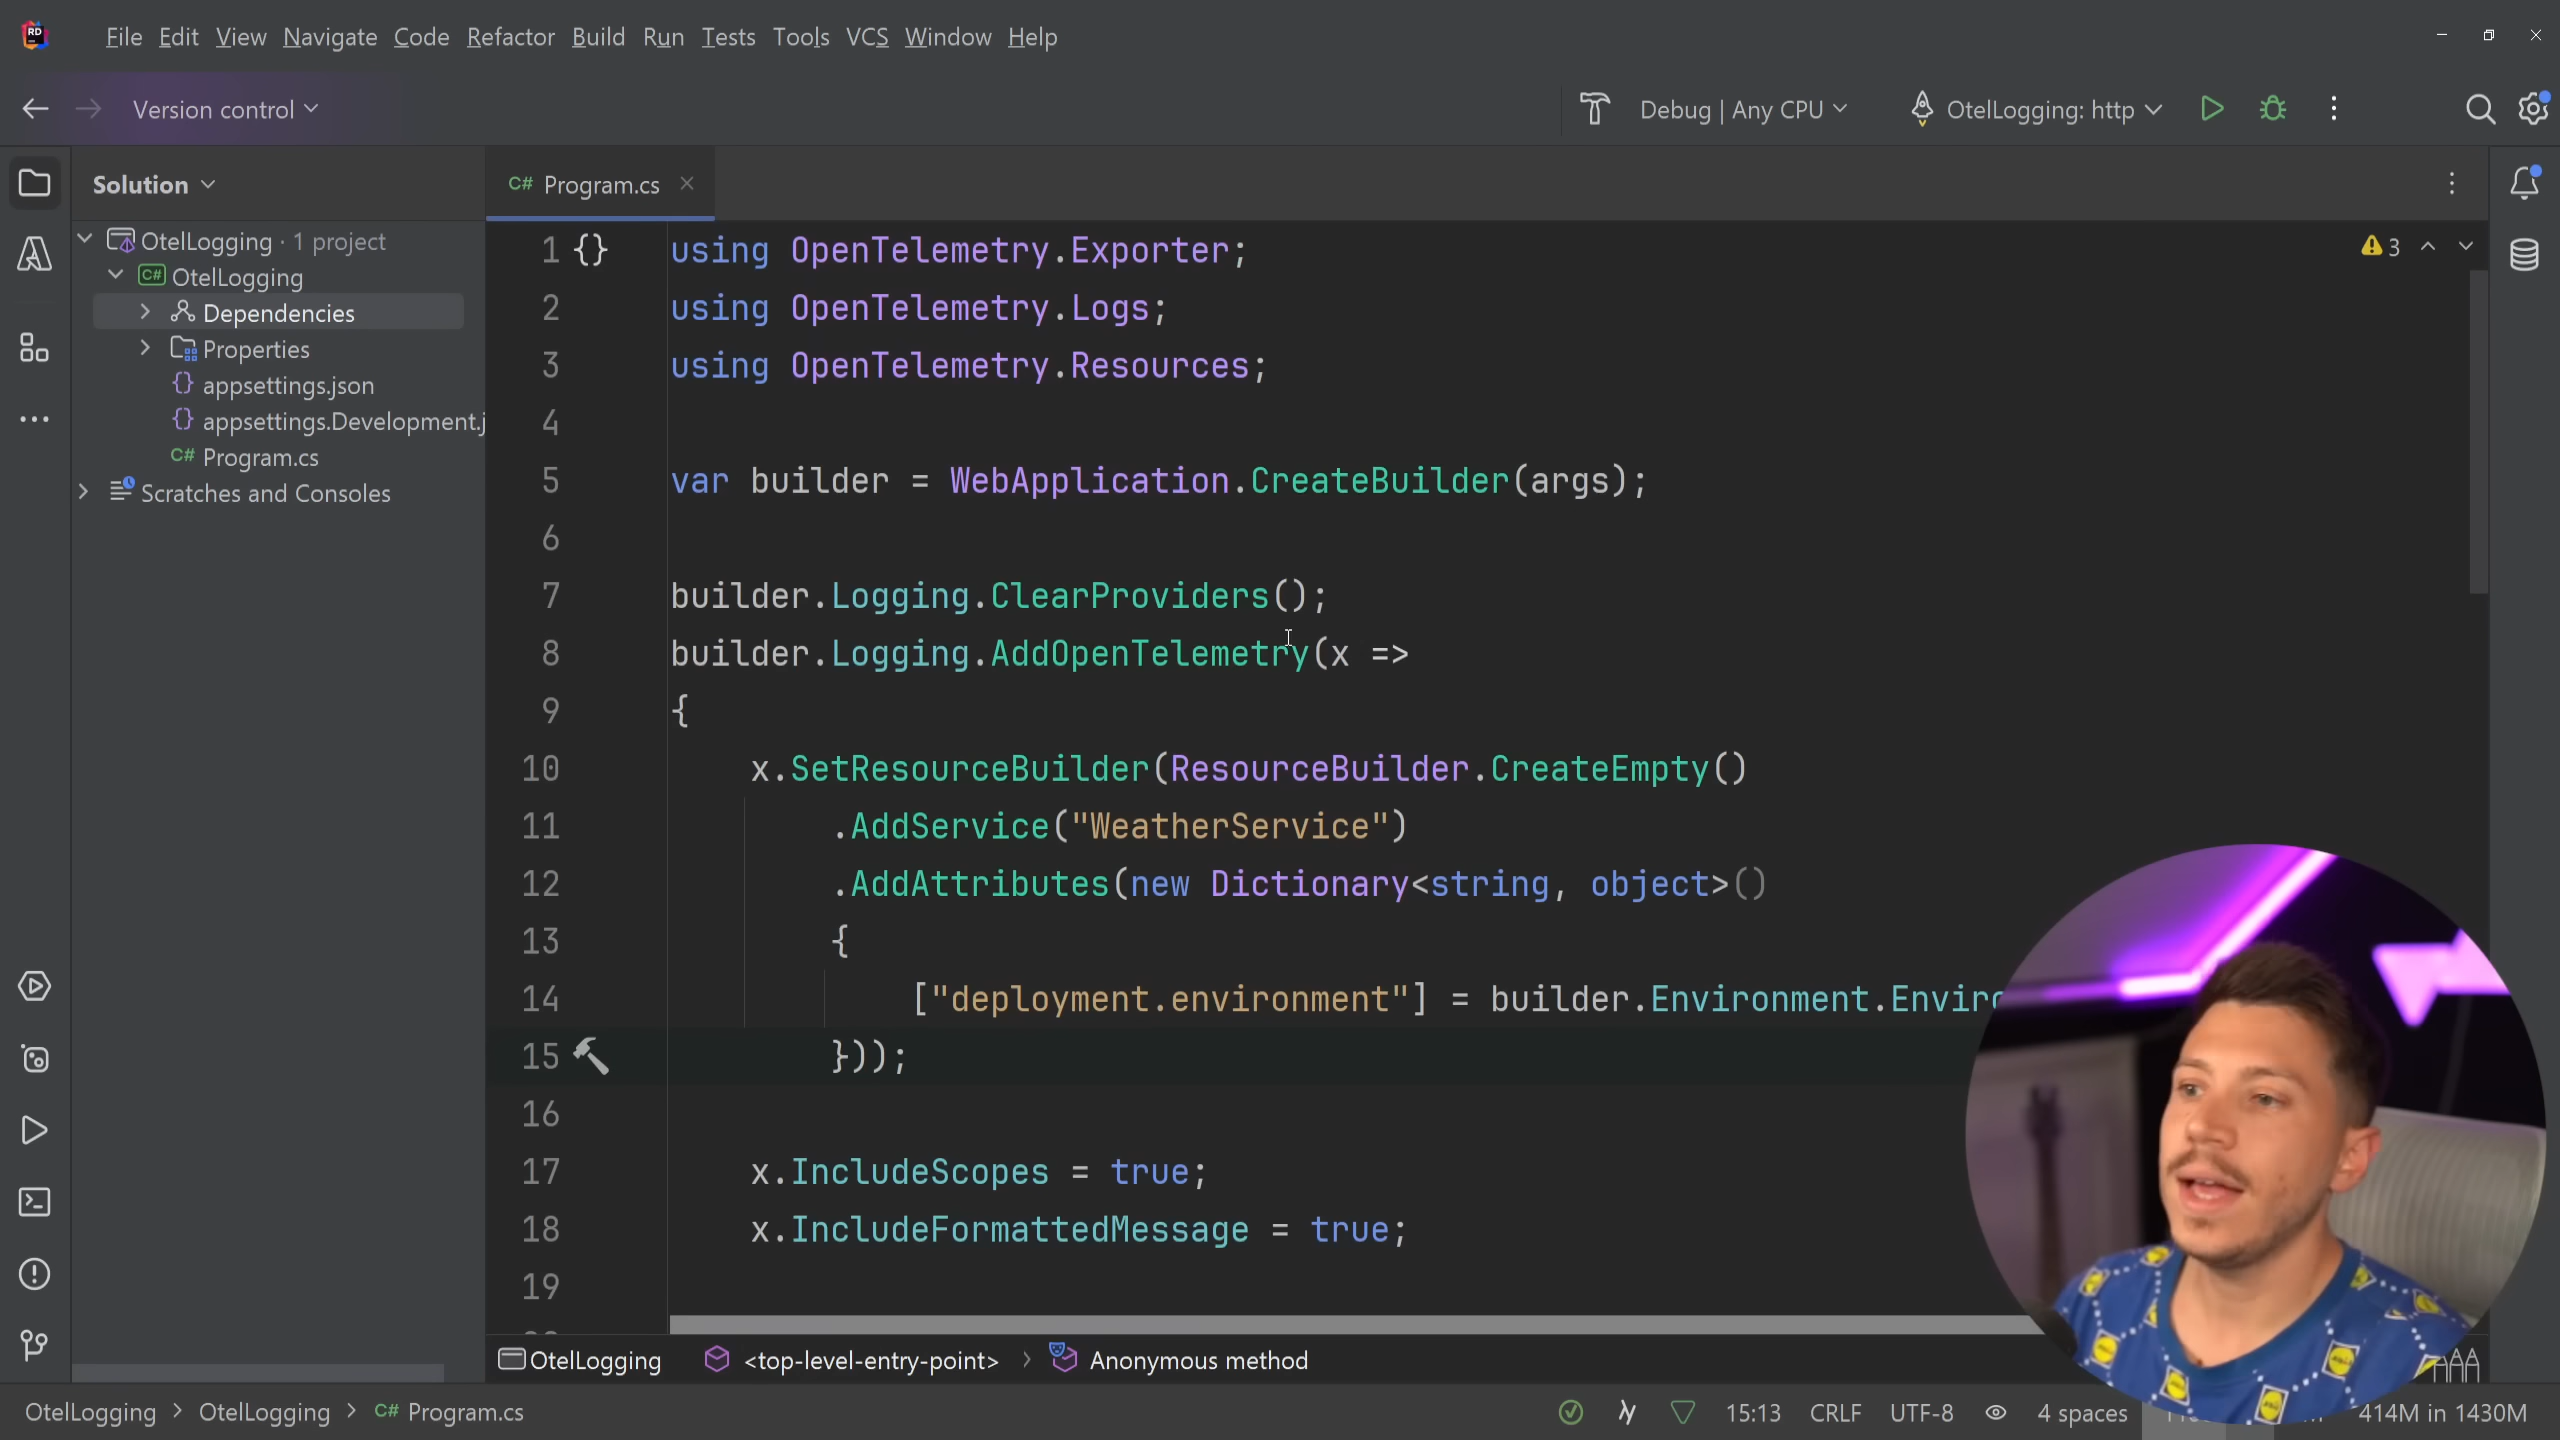 RD
File Edit View Navigate Code Refactor Build Run Tests Tools VCS Window Help
Version control
Debug | Any CPU
OtelLogging: http
Solution
C# Program.cs
OtelLogging · 1 project
C# OtelLogging
Dependencies
Properties
{} appsettings.json
{} appsettings.Development.j
C# Program.cs
Scratches and Consoles
3
1 {} using OpenTelemetry.Exporter;
2 using OpenTelemetry.Logs;
3 using OpenTelemetry.Resources;
4
5 var builder = WebApplication.CreateBuilder(args);
6
7 builder.Logging.ClearProviders();
8 builder.Logging.AddOpenTelemetry(x =>
9 {
10 x.SetResourceBuilder(ResourceBuilder.CreateEmpty()
11 .AddService("WeatherService")
12 .AddAttributes(new Dictionary<string, object>()
13 {
14 ["deployment.environment"] = builder.Environment.Enviro
15 }));
16
17 x.IncludeScopes = true;
18 x.IncludeFormattedMessage = true;
19
OtelLogging <top-level-entry-point> > Anonymous method
OtelLogging > OtelLogging > C# Program.cs
15:13 CRLF UTF-8 4 spaces 414M in 1430M